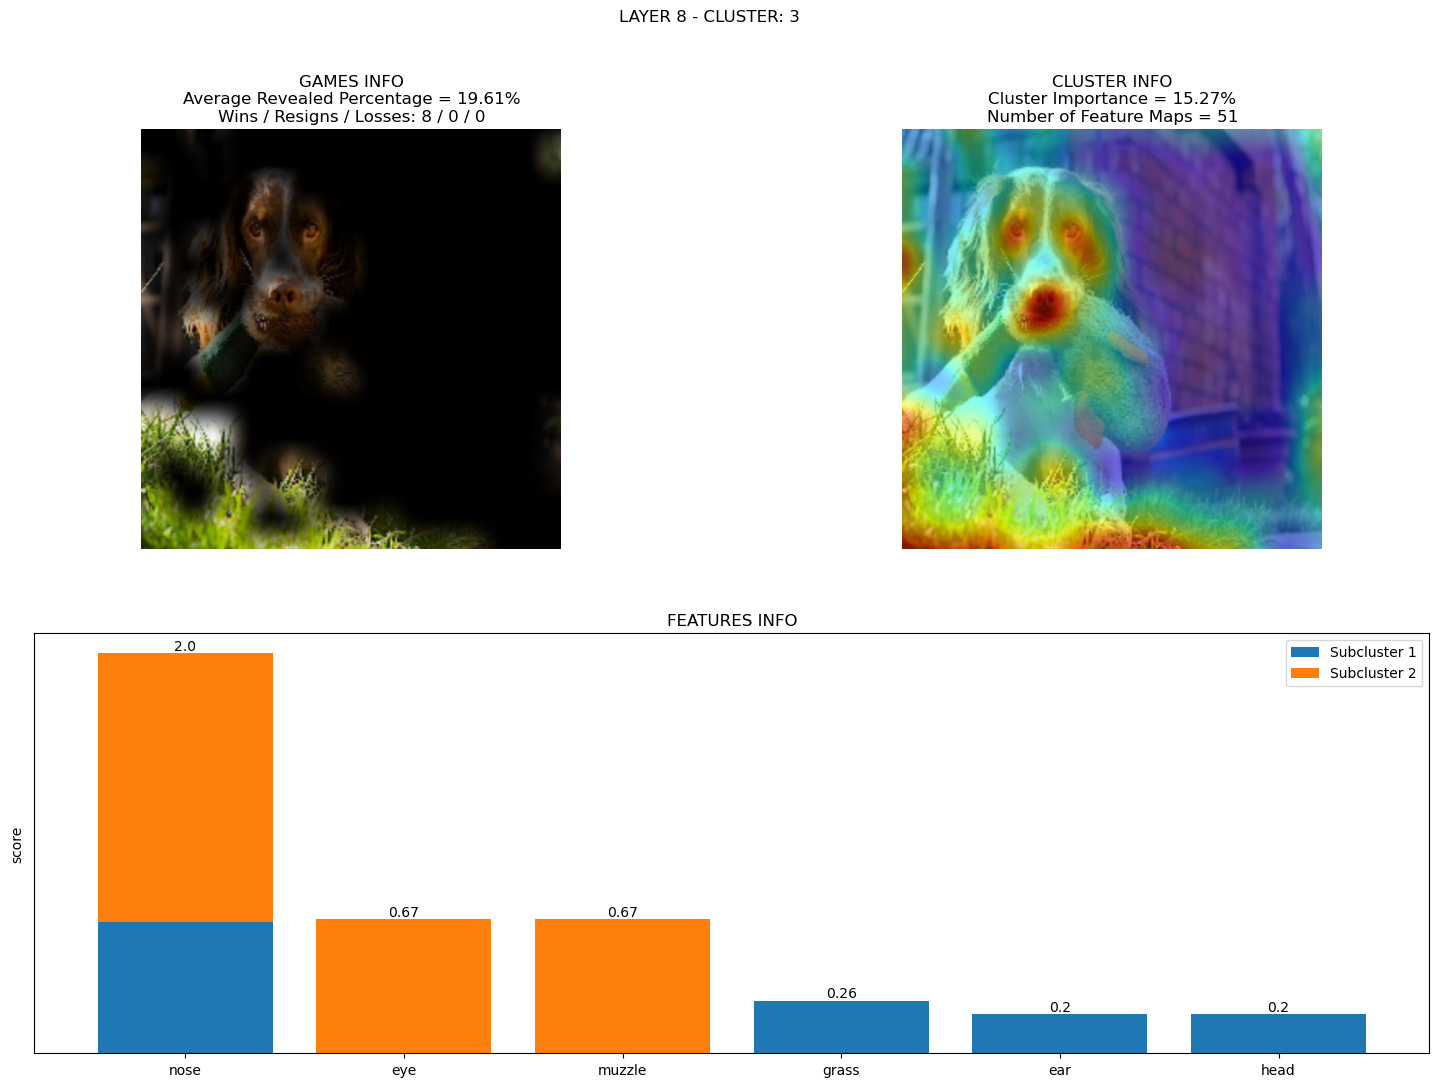 LAYER 8 - CLUSTER: 3
GAMES INFO
Average Revealed Percentage = 19.61%
Wins / Resigns / Losses: 8 / 0 / 0
CLUSTER INFO
Cluster Importance = 15.27%
Number of Feature Maps = 51
FEATURES INFO
Subcluster 1
Subcluster 2
score
2.0
0.67
0.67
0.26
0.2
0.2
nose
eye
muzzle
grass
ear
head